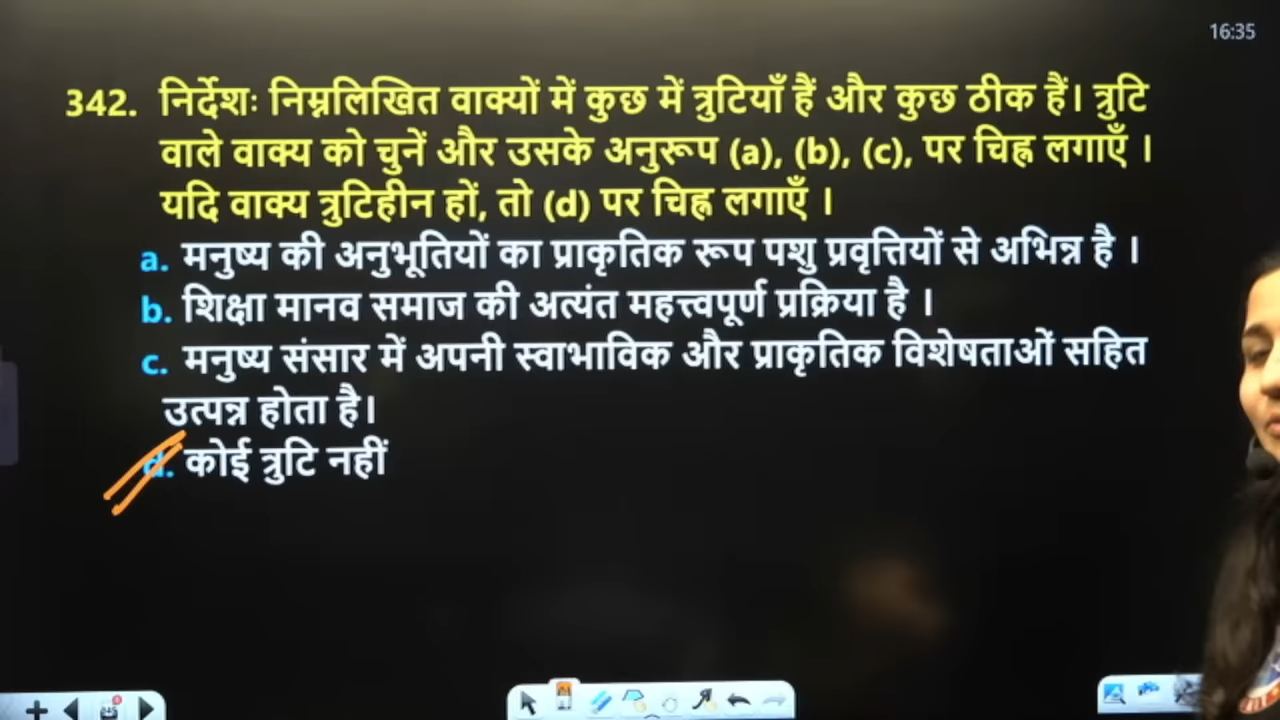 16:35
342. निर्देशः निम्नलिखित वाक्यों में कुछ में त्रुटियाँ हैं और कुछ ठीक हैं। त्रुटि
वाले वाक्य को चुनें और उसके अनुरूप (a), (b), (c), पर चिह्न लगाएँ ।
यदि वाक्य त्रुटिहीन हों, तो (d) पर चिह्न लगाएँ ।
a. मनुष्य की अनुभूतियों का प्राकृतिक रूप पशु प्रवृत्तियों से अभिन्न है ।
b. शिक्षा मानव समाज की अत्यंत महत्त्वपूर्ण प्रक्रिया है ।
c. मनुष्य संसार में अपनी स्वाभाविक और प्राकृतिक विशेषताओं सहित
उत्पन्न होता है।
d. कोई त्रुटि नहीं